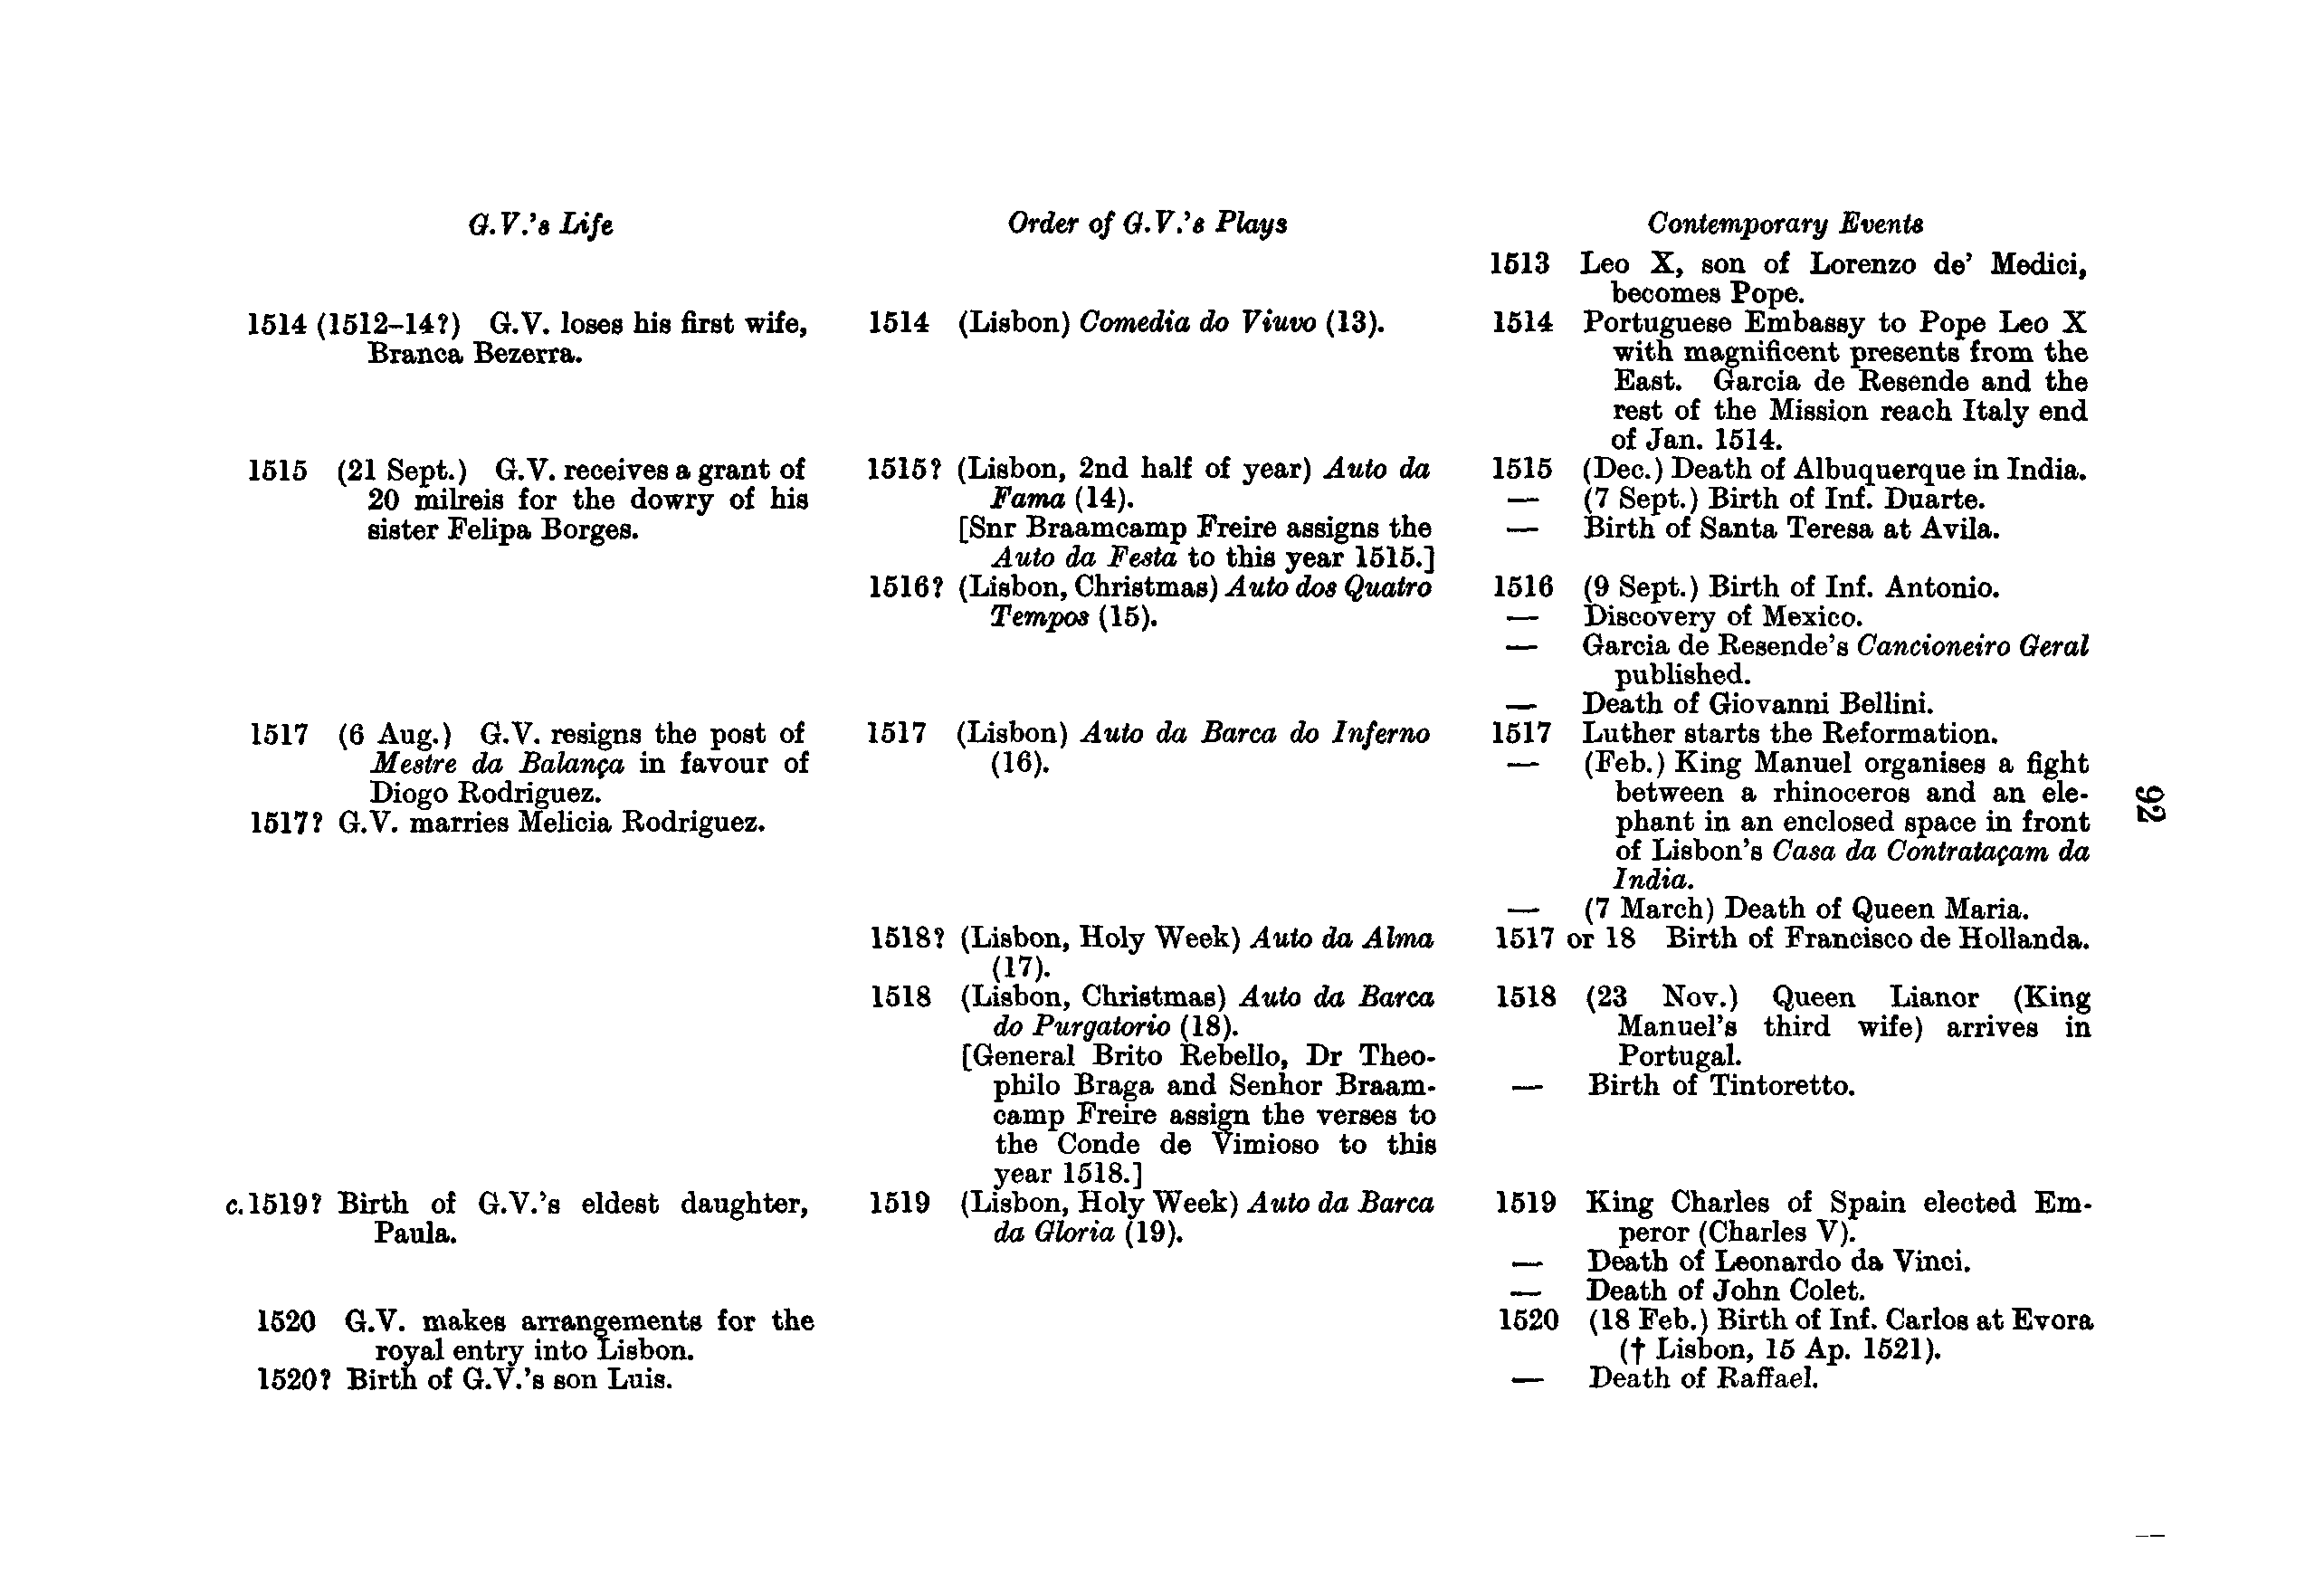 G.V.'s Life
1514 (1512–14?) G.V. loses his first wife,
Branca Bezerra.
1515 (21 Sept.) G.V. receives a grant of
20 milreis for the dowry of his
sister Felipa Borges.
1517 (6 Aug.) G.V. resigns the post of
Mestre da Balança in favour of
Diogo Rodriguez.
1517? G.V. marries Melicia Rodriguez.
c. 1519? Birth of G.V.'s eldest daughter,
Paula.
1520 G.V. makes arrangements for the
royal entry into Lisbon.
1520? Birth of G.V.'s son Luis.
Order of G.V.'s Plays
1514 (Lisbon) Comedia do Viuvo (13).
1515? (Lisbon, 2nd half of year) Auto da
Fama (14).
[Snr Braamcamp Freire assigns the
Auto da Festa to this year 1515.]
1516? (Lisbon, Christmas) Auto dos Quatro
Tempos (15).
1517 (Lisbon) Auto da Barca do Inferno
(16).
1518? (Lisbon, Holy Week) Auto da Alma
(17).
1518 (Lisbon, Christmas) Auto da Barca
do Purgatorio (18).
[General Brito Rebello, Dr Theo-
philo Braga and Senhor Braam-
camp Freire assign the verses to
the Conde de Vimioso to this
year 1518.]
1519 (Lisbon, Holy Week) Auto da Barca
da Gloria (19).
Contemporary Events
1513 Leo X, son of Lorenzo de' Medici,
becomes Pope.
1514 Portuguese Embassy to Pope Leo X
with magnificent presents from the
East. Garcia de Resende and the
rest of the Mission reach Italy end
of Jan. 1514.
1515 (Dec.) Death of Albuquerque in India.
— (7 Sept.) Birth of Inf. Duarte.
— Birth of Santa Teresa at Avila.
1516 (9 Sept.) Birth of Inf. Antonio.
— Discovery of Mexico.
— Garcia de Resende's Cancioneiro Geral
published.
— Death of Giovanni Bellini.
1517 Luther starts the Reformation.
— (Feb.) King Manuel organises a fight
between a rhinoceros and an ele-
phant in an enclosed space in front
of Lisbon's Casa da Contrataçam da
India.
— (7 March) Death of Queen Maria.
1517 or 18 Birth of Francisco de Hollanda.
1518 (23 Nov.) Queen Lianor (King
Manuel's third wife) arrives in
Portugal.
— Birth of Tintoretto.
1519 King Charles of Spain elected Em-
peror (Charles V).
— Death of Leonardo da Vinci.
— Death of John Colet.
1520 (18 Feb.) Birth of Inf. Carlos at Evora
(† Lisbon, 15 Ap. 1521).
— Death of Raffael.
92